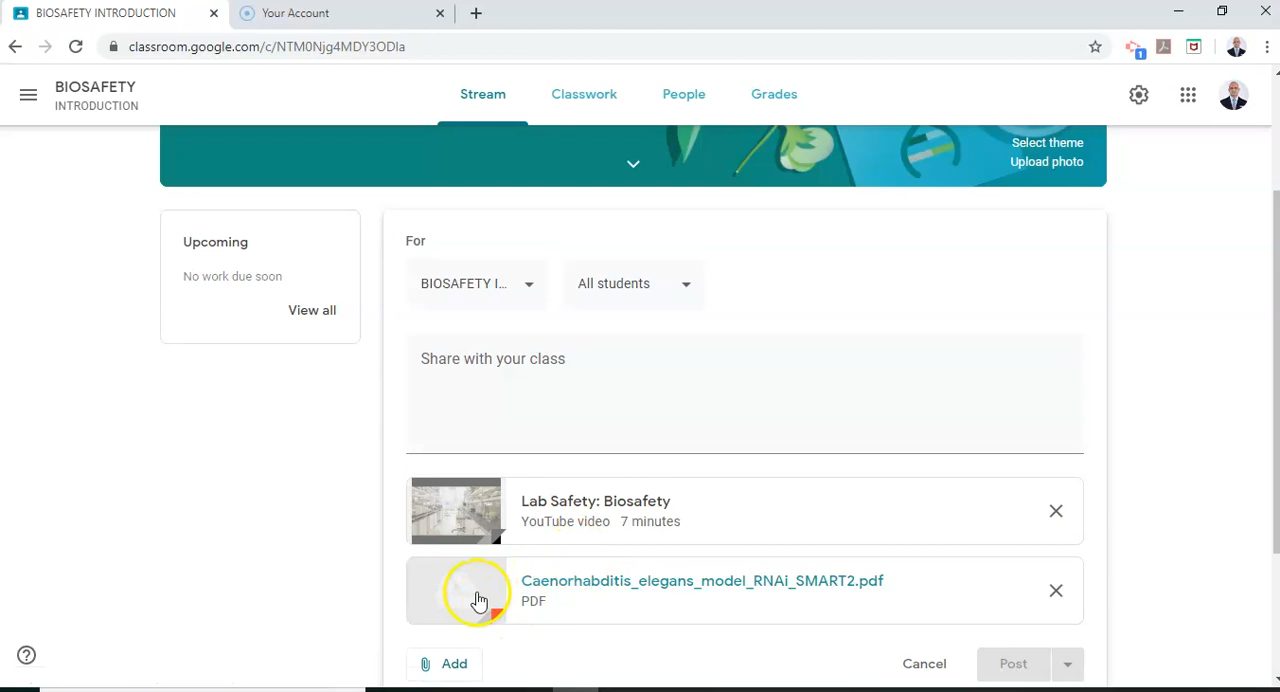 BIOSAFETY INTRODUCTION
Your Account
classroom.google.com/c/NTM0Njg4MDY3ODIa
1
BIOSAFETY
INTRODUCTION
Stream
Classwork
People
Grades
Select theme
Upload photo
Upcoming
No work due soon
View all
For
BIOSAFETY I...
All students
Share with your class
Lab Safety: Biosafety
YouTube video 7 minutes
Caenorhabditis_elegans_model_RNAi_SMART2.pdf
PDF
Add
Cancel
Post